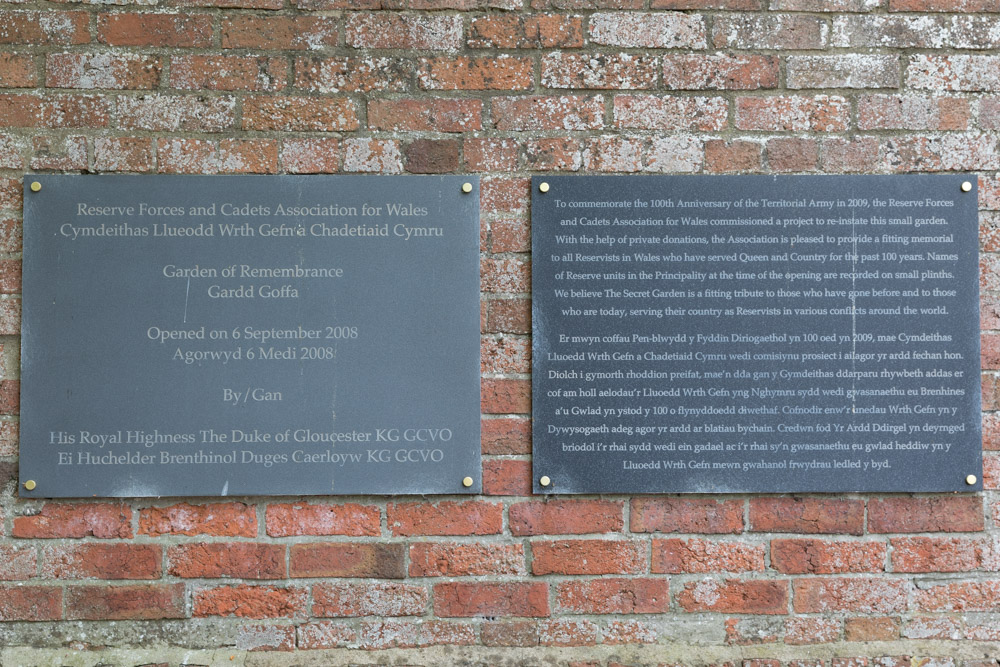 Reserve Forces and Cadets Association for Wales
Cymdeithas Llueodd Wrth Gefn a Chadetiaid Cymru
Garden of Remembrance
Gardd Goffa
Opened on 6 September 2008
Agorwyd 6 Medi 2008
By/Gan
His Royal Highness The Duke of Gloucester KG GCVO
Ei Huchelder Brenthinol Duges Caerloyw KG GCVO
To commemorate the 100th Anniversary of the Territorial Army in 2009, the Reserve Forces
and Cadets Association for Wales commissioned a project to re-instate this small garden.
With the help of private donations, the Association is pleased to provide a fitting memorial
to all Reservists in Wales who have served Queen and Country for the past 100 years. Names
of Reserve units in the Principality at the time of the opening are recorded on small plinths.
We believe The Secret Garden is a fitting tribute to those who have gone before and to those
who are today, serving their country as Reservists in various conflicts around the world.
Er mwyn coffau Pen-blwydd y Fyddin Diriogaethol yn 100 oed yn 2009, mae Cymdeithas
Lluoedd Wrth Gefn a Chadetiaid Cymru wedi comisiynu prosiect i ailagor yr ardd fechan hon.
Diolch i gymorth rhoddion preifat, mae'n dda gan y Gymdeithas ddarparu rhywbeth addas er
cof am holl aelodau'r Lluoedd Wrth Gefn yng Nghymru sydd wedi gwasanaethu eu Brenhines
a'u Gwlad yn ystod y 100 o flynyddoedd diwethaf. Cofnodir enw'r unedau Wrth Gefn yn y
Dywysogaeth adeg agor yr ardd ar blatiau bychain. Credwn fod Yr Ardd Ddirgel yn deyrnged
briodol i'r rhai sydd wedi ein gadael ac i'r rhai sy'n gwasanaethu eu gwlad heddiw yn y
Lluoedd Wrth Gefn mewn gwahanol frwydrau ledled y byd.